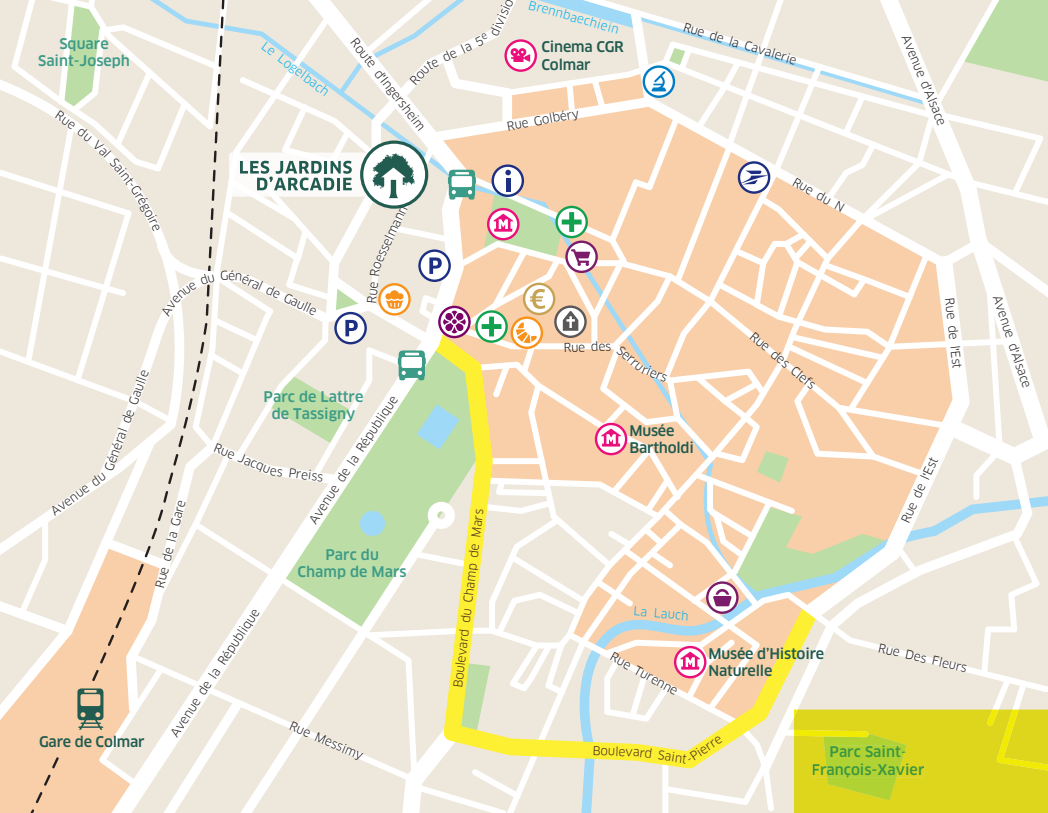 Brennbaechlein
Route de la 5e divisio
Square
Saint-Joseph
Le Logelbach
Route d'Ingersheim
Cinema CGR
Colmar
Rue de la Cavalerie
Avenue d'Alsace
Rue du Val Saint-Grégoire
Rue Golbéry
LES JARDINS
D'ARCADIE
i
M
Rue du N
Rue Roesselmann
P
Avenue du Général de Gaulle
€
P
Rue de l'Est
Avenue d'Alsace
Rue des Serruriers
Rue des Clefs
Parc de Lattre
de Tassigny
Avenue du Général de Gaulle
Avenue de la République
M
Musée
Bartholdi
Rue Jacques Preiss
Rue de l'Est
Rue de la Gare
Parc du
Champ de Mars
Boulevard du Champ de Mars
La Lauch
Avenue de la République
Rue Turenne
M
Musée d'Histoire
Naturelle
Rue Des Fleurs
Gare de Colmar
Rue Messimy
Boulevard Saint-Pierre
Parc Saint-
François-Xavier